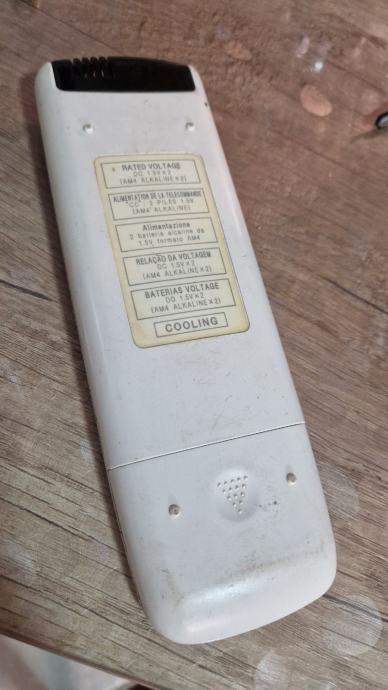 RATED VOLTAGE
DC 1.5V×2
(AM4 ALKALINE×2)
ALIMENTATION DE LA TELECOMMANDE
"CC": 2 PILES 1.5V
(AM4 ALKALINE)
Alimentazione
2 batterie alcaline da
1.5V, formato AM4
RELAÇÃO DA VOLTAGEM
DC 1.5V×2
(AM4 ALKALINE×2)
BATERIAS VOLTAGE
DC 1.5V×2
(AM4 ALKALINE×2)
COOLING